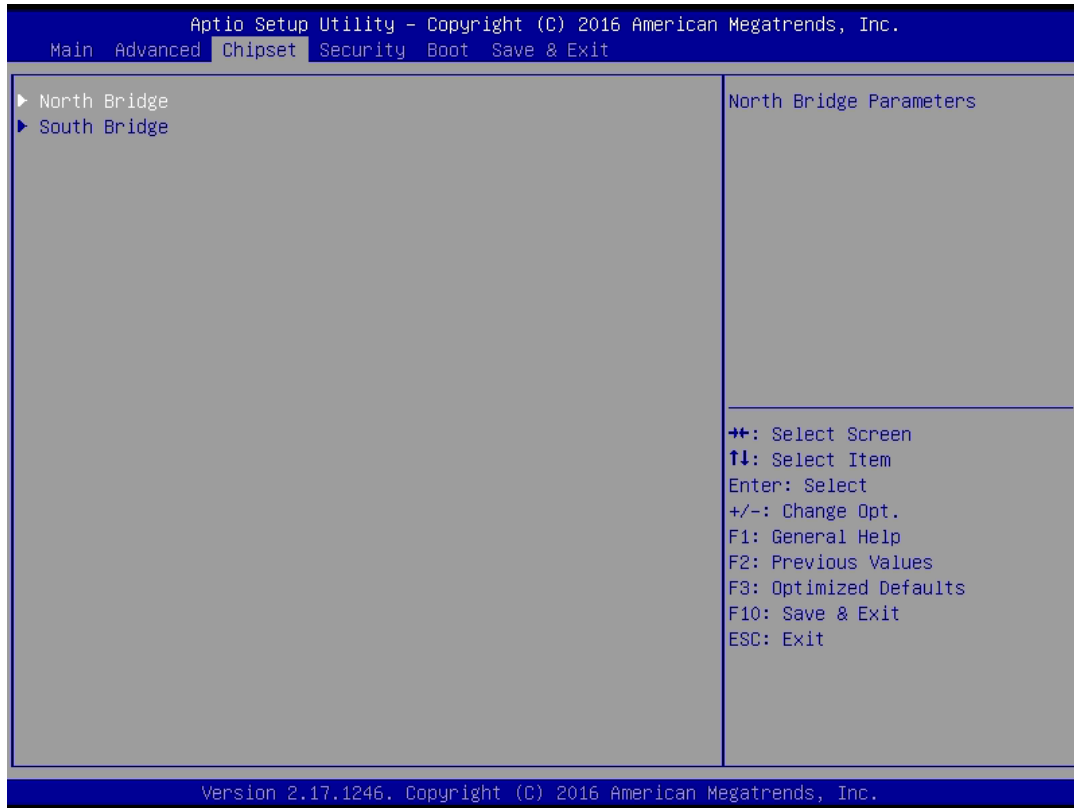 Aptio Setup Utility – Copyright (C) 2016 American Megatrends, Inc.
Main Advanced Chipset Security Boot Save & Exit
▶ North Bridge
▶ South Bridge
North Bridge Parameters
→←: Select Screen
↑↓: Select Item
Enter: Select
+/-: Change Opt.
F1: General Help
F2: Previous Values
F3: Optimized Defaults
F10: Save & Exit
ESC: Exit
Version 2.17.1246. Copyright (C) 2016 American Megatrends, Inc.